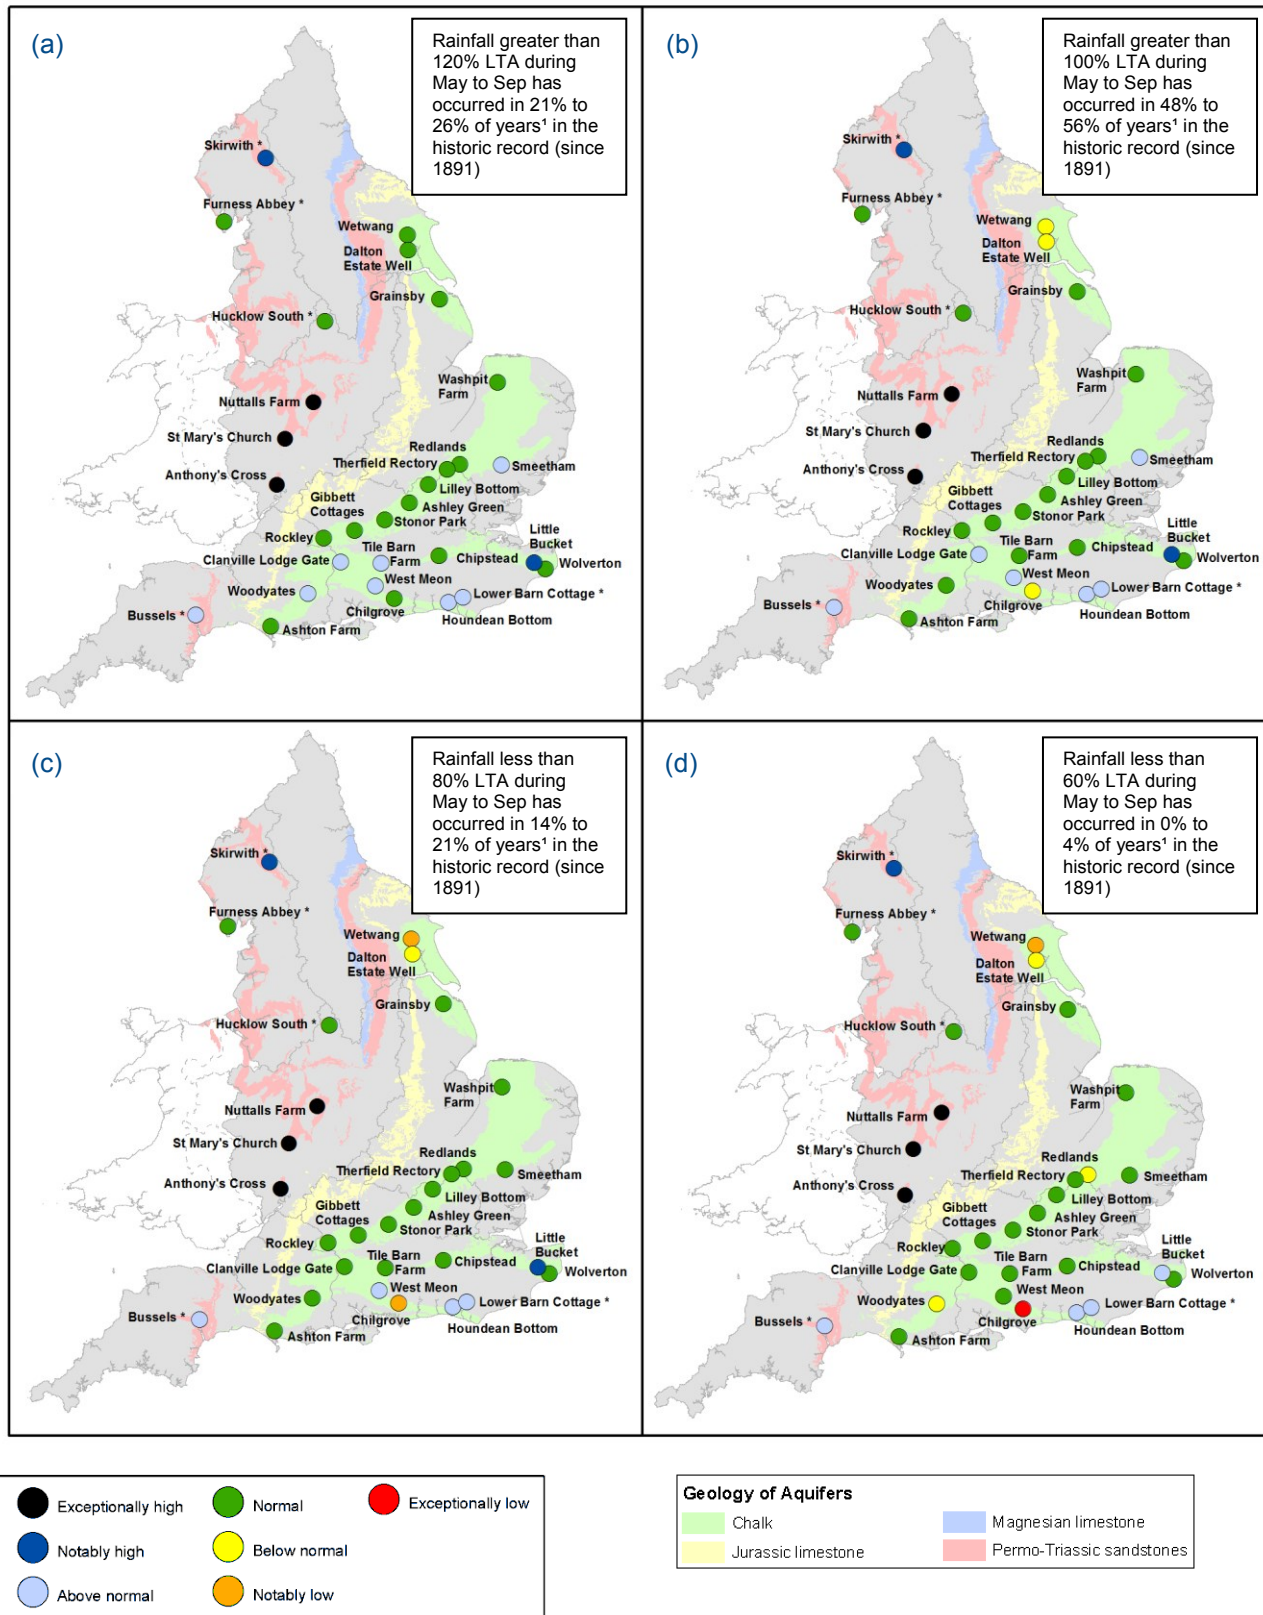 (a)
Rainfall greater than
120% LTA during
May to Sep has
occurred in 21% to
26% of years¹ in the
historic record (since
1891)
Skirwith *
Furness Abbey *
Wetwang
Dalton
Estate Well
Grainsby
Hucklow South *
Washpit
Farm
Nuttalls Farm
St Mary's Church
Redlands
Therfield Rectory
Smeetham
Anthony's Cross
Lilley Bottom
Gibbett
Cottages
Ashley Green
Stonor Park
Little
Bucket
Rockley
Tile Barn
Farm
Chipstead
Wolverton
Clanville Lodge Gate
West Meon
Woodyates
Lower Barn Cottage *
Chilgrove
Bussels *
Houndean Bottom
Ashton Farm
(b)
Rainfall greater than
100% LTA during
May to Sep has
occurred in 48% to
56% of years¹ in the
historic record (since
1891)
Skirwith *
Furness Abbey *
Wetwang
Dalton
Estate Well
Grainsby
Hucklow South *
Washpit
Farm
Nuttalls Farm
St Mary's Church
Redlands
Therfield Rectory
Smeetham
Anthony's Cross
Lilley Bottom
Gibbett
Cottages
Ashley Green
Stonor Park
Little
Bucket
Rockley
Tile Barn
Farm
Chipstead
Wolverton
Clanville Lodge Gate
West Meon
Woodyates
Lower Barn Cottage *
Chilgrove
Bussels *
Houndean Bottom
Ashton Farm
(c)
Rainfall less than
80% LTA during
May to Sep has
occurred in 14% to
21% of years¹ in the
historic record (since
1891)
Skirwith *
Furness Abbey *
Wetwang
Dalton
Estate Well
Grainsby
Hucklow South *
Washpit
Farm
Nuttalls Farm
St Mary's Church
Redlands
Therfield Rectory
Smeetham
Anthony's Cross
Lilley Bottom
Gibbett
Cottages
Ashley Green
Stonor Park
Little
Bucket
Rockley
Tile Barn
Farm
Chipstead
Wolverton
Clanville Lodge Gate
West Meon
Woodyates
Lower Barn Cottage *
Chilgrove
Bussels *
Houndean Bottom
Ashton Farm
(d)
Rainfall less than
60% LTA during
May to Sep has
occurred in 0% to
4% of years¹ in the
historic record (since
1891)
Skirwith *
Furness Abbey *
Wetwang
Dalton
Estate Well
Grainsby
Hucklow South *
Washpit
Farm
Nuttalls Farm
St Mary's Church
Redlands
Therfield Rectory
Smeetham
Anthony's Cross
Lilley Bottom
Gibbett
Cottages
Ashley Green
Stonor Park
Little
Bucket
Rockley
Tile Barn
Farm
Chipstead
Wolverton
Clanville Lodge Gate
West Meon
Woodyates
Lower Barn Cottage *
Chilgrove
Bussels *
Houndean Bottom
Ashton Farm
Exceptionally high
Normal
Exceptionally low
Notably high
Below normal
Above normal
Notably low
Geology of Aquifers
Chalk
Magnesian limestone
Jurassic limestone
Permo-Triassic sandstones